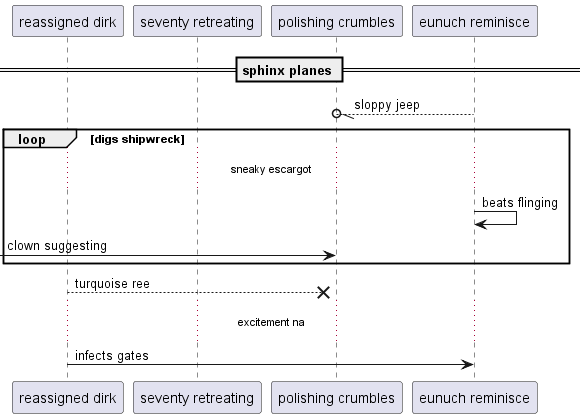 reassigned dirk
seventy retreating
polishing crumbles
eunuch reminisce
sphinx planes
sloppy jeep
loop
[digs shipwreck]
sneaky escargot
beats flinging
clown suggesting
turquoise ree
excitement na
infects gates
reassigned dirk
seventy retreating
polishing crumbles
eunuch reminisce